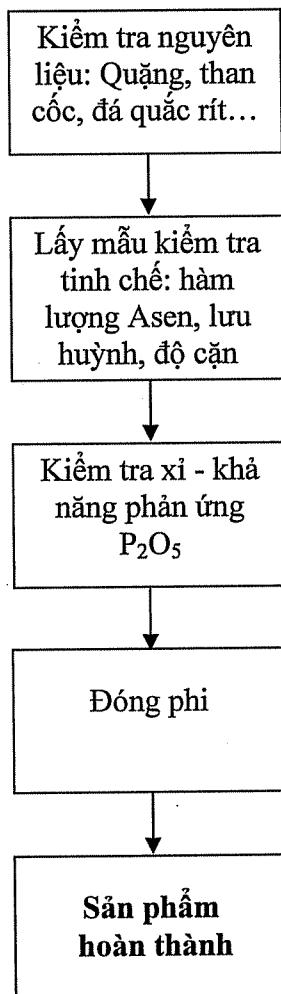 Kiểm tra nguyên
liệu: Quặng, than
cốc, đá quắc rít…
Lấy mẫu kiểm tra
tinh chế: hàm
lượng Asen, lưu
huỳnh, độ cặn
Kiểm tra xỉ - khả
năng phản ứng
P₂O₅
Đóng phi
Sản phẩm
hoàn thành